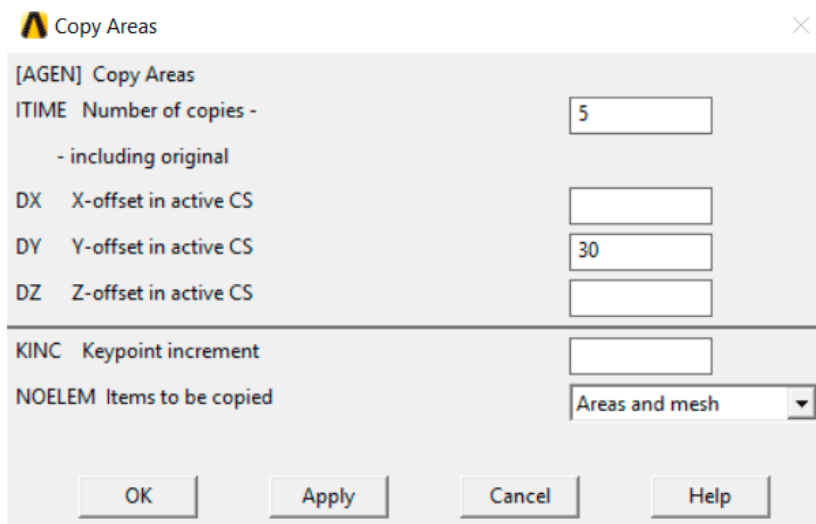 Copy Areas
[AGEN] Copy Areas
ITIME Number of copies - 5
- including original
DX X-offset in active CS
DY Y-offset in active CS 30
DZ Z-offset in active CS
KINC Keypoint increment
NOELEM Items to be copied Areas and mesh
OK Apply Cancel Help